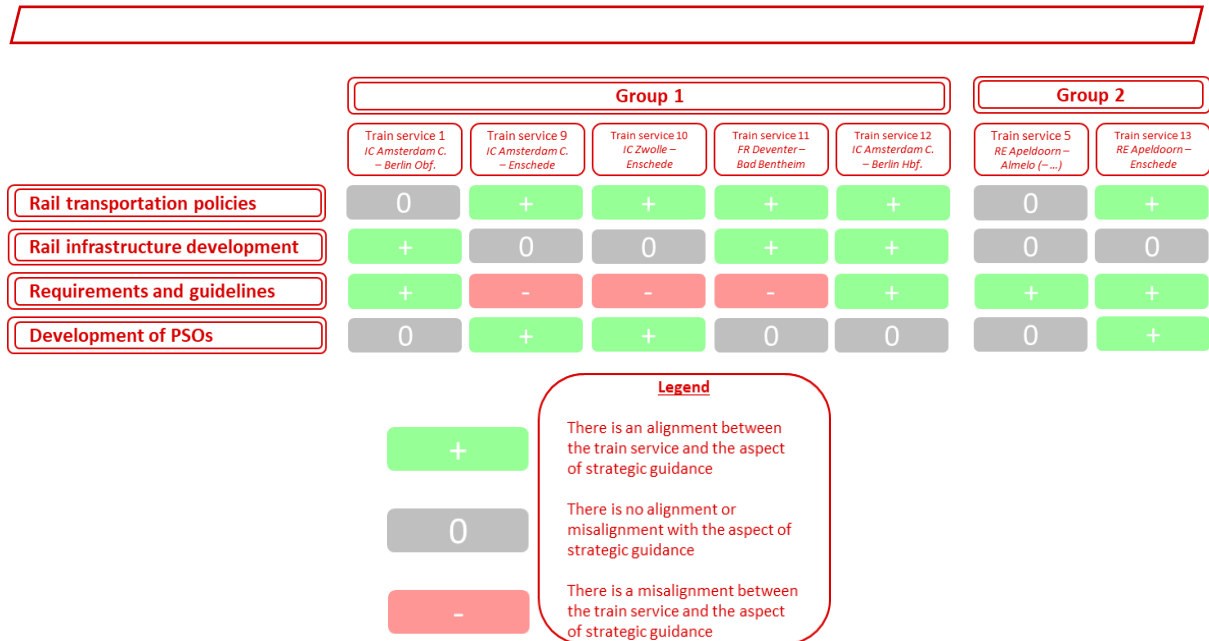 Group 1
Group 2
Train service 1
IC Amsterdam C.
– Berlin Obf.
Train service 9
IC Amsterdam C.
– Enschede
Train service 10
IC Zwolle –
Enschede
Train service 11
FR Deventer –
Bad Bentheim
Train service 12
IC Amsterdam C.
– Berlin Hbf.
Train service 5
RE Apeldoorn –
Almelo (– ...)
Train service 13
RE Apeldoorn –
Enschede
Rail transportation policies
0 + + + + 0 +
Rail infrastructure development
+ 0 0 + + 0 0
Requirements and guidelines
+ - - - + + +
Development of PSOs
0 + + 0 0 0 +
Legend
+
There is an alignment between
the train service and the aspect
of strategic guidance
0
There is no alignment or
misalignment with the aspect of
strategic guidance
-
There is a misalignment between
the train service and the aspect
of strategic guidance